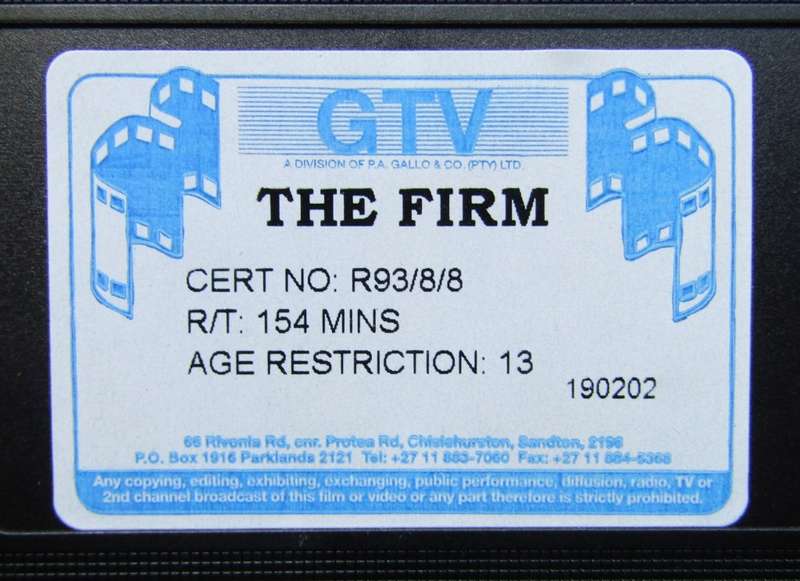 GTV
A DIVISION OF P.A. GALLO & CO. (PTY) LTD.
THE FIRM
CERT NO: R93/8/8
R/T: 154 MINS
AGE RESTRICTION: 13
190202
66 Rivonia Rd, cnr. Protea Rd, Chislehurston, Sandton, 2196
P.O. Box 1916 Parklands 2121 Tel: +27 11 883-7060 Fax: +27 11 884-5368
Any copying, editing, exhibiting, exchanging, public performance, diffusion, radio, TV or
2nd channel broadcast of this film or video or any part therefore is strictly prohibited.